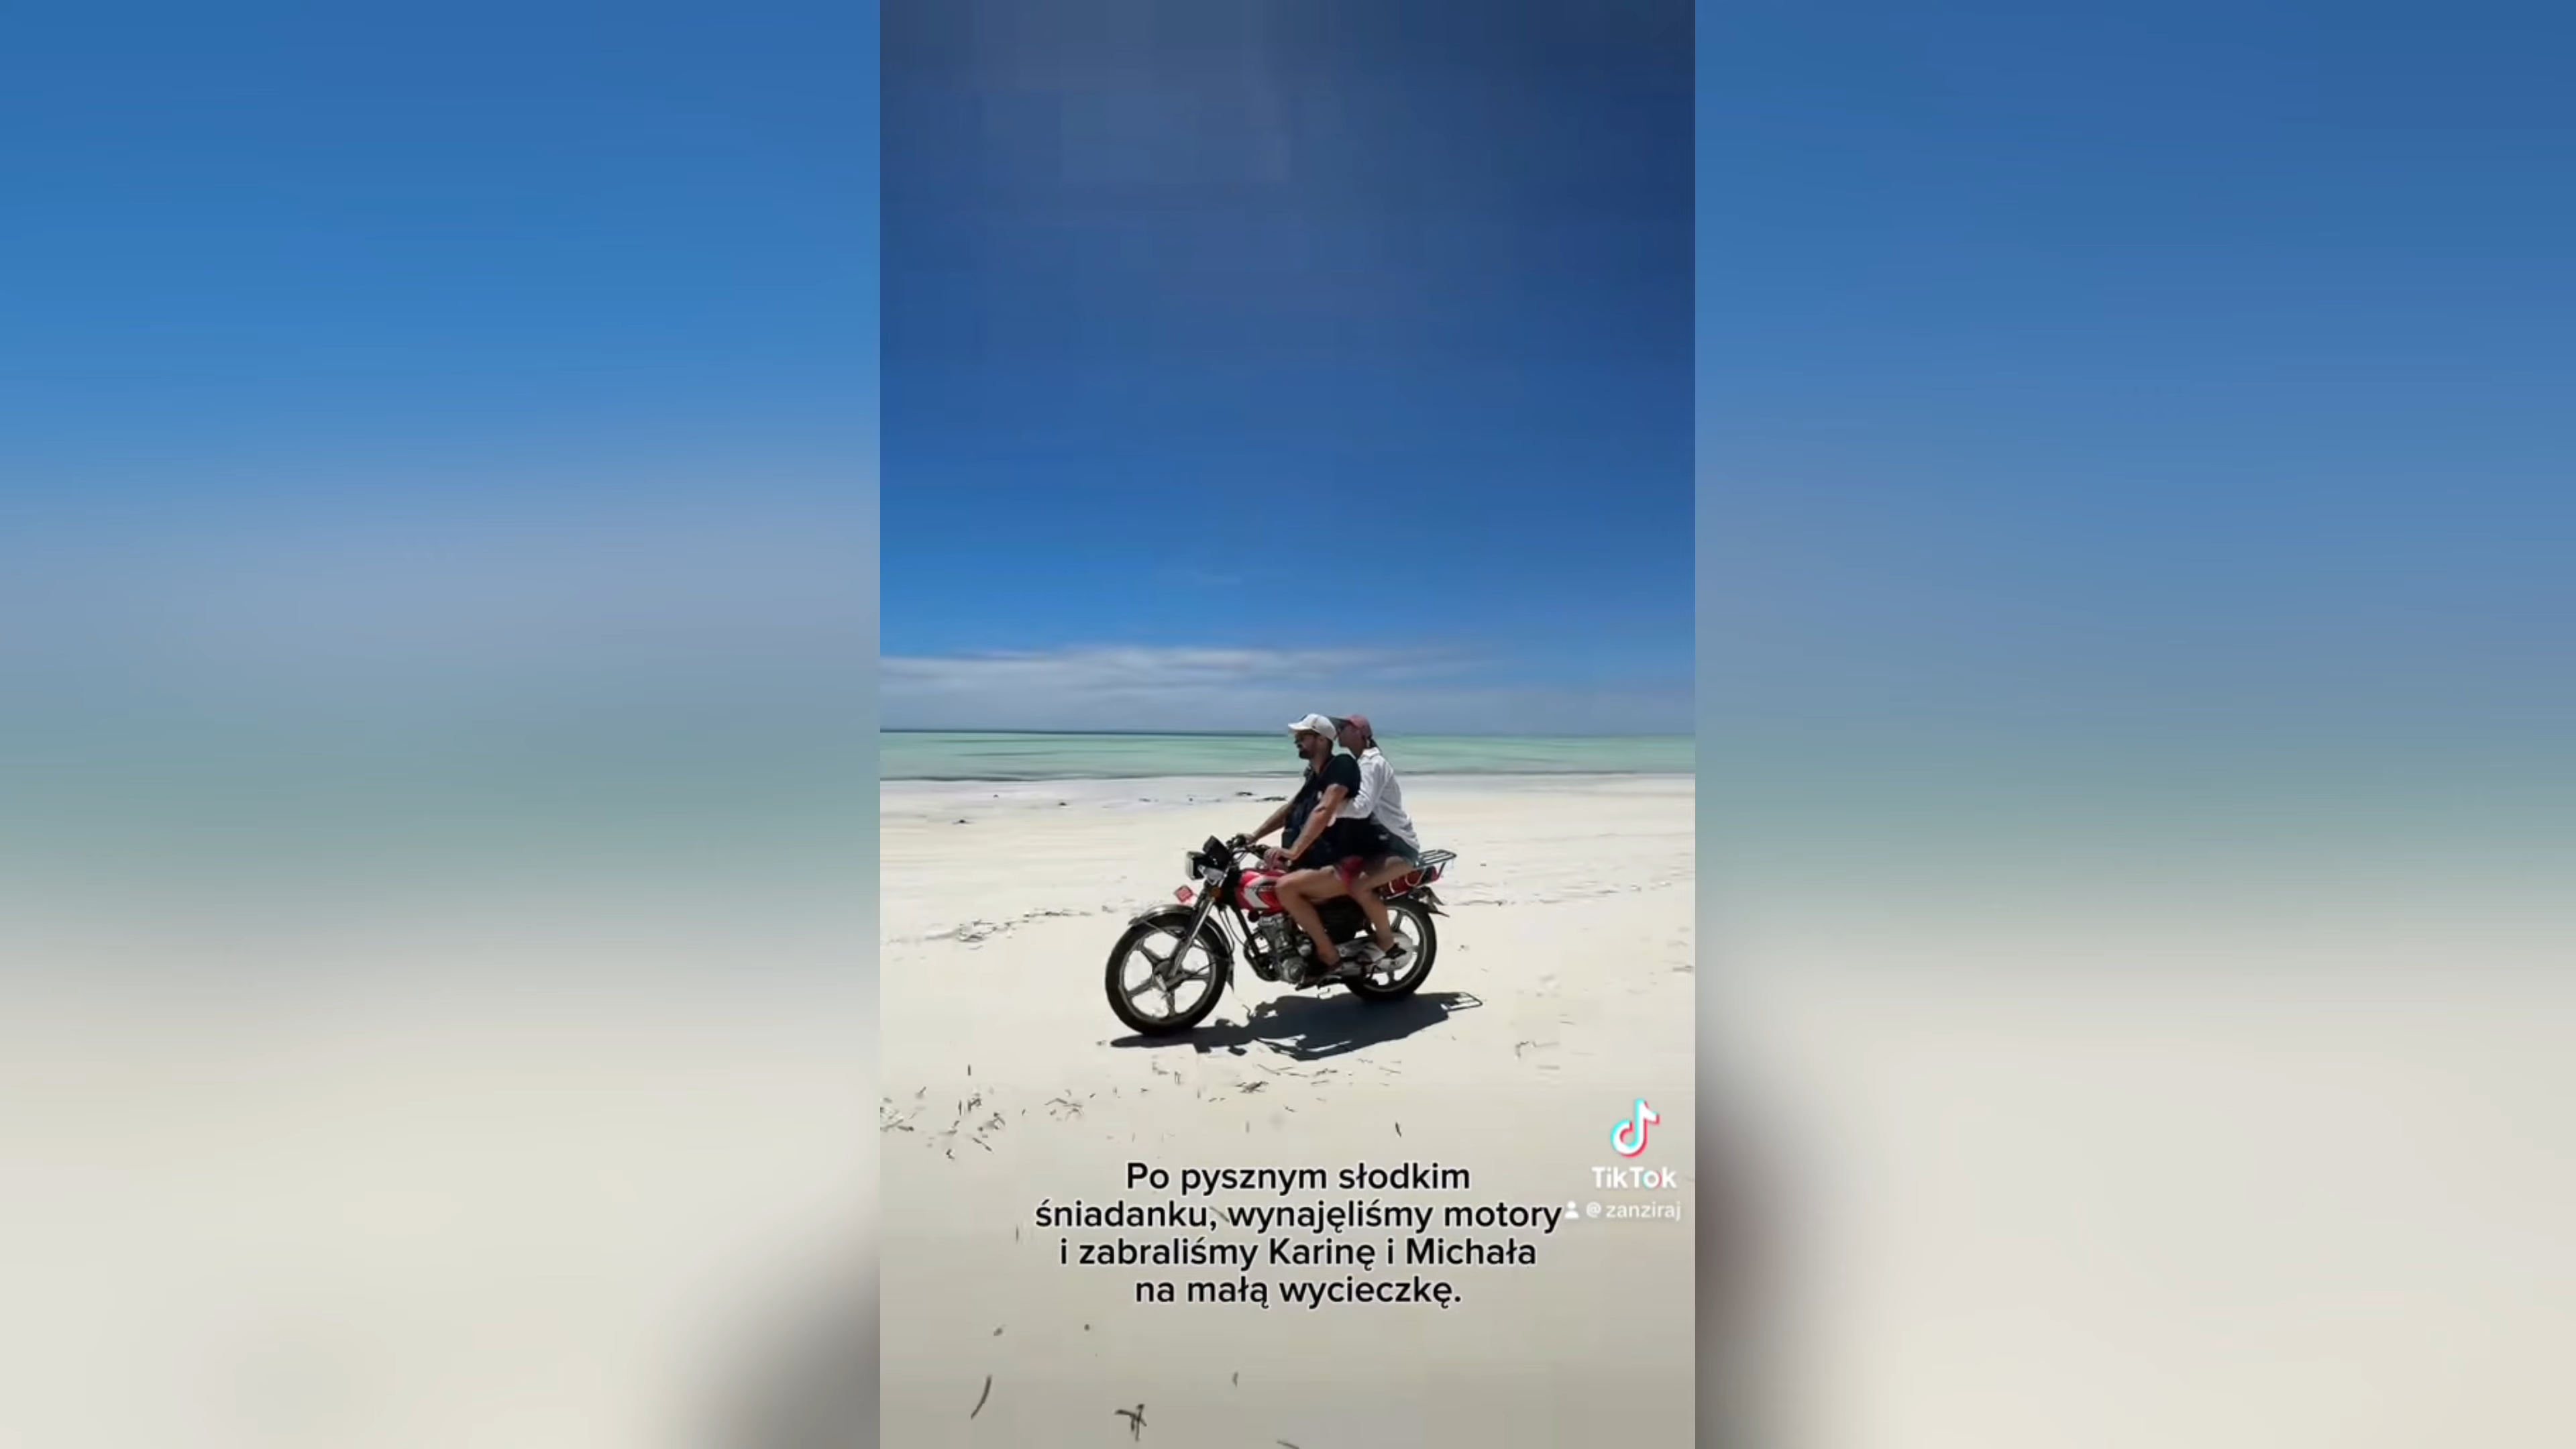 Po pysznym słodkim
śniadanku, wynajęliśmy motory
i zabraliśmy Karinę i Michała
na małą wycieczkę.
TikTok
@ zanziraj